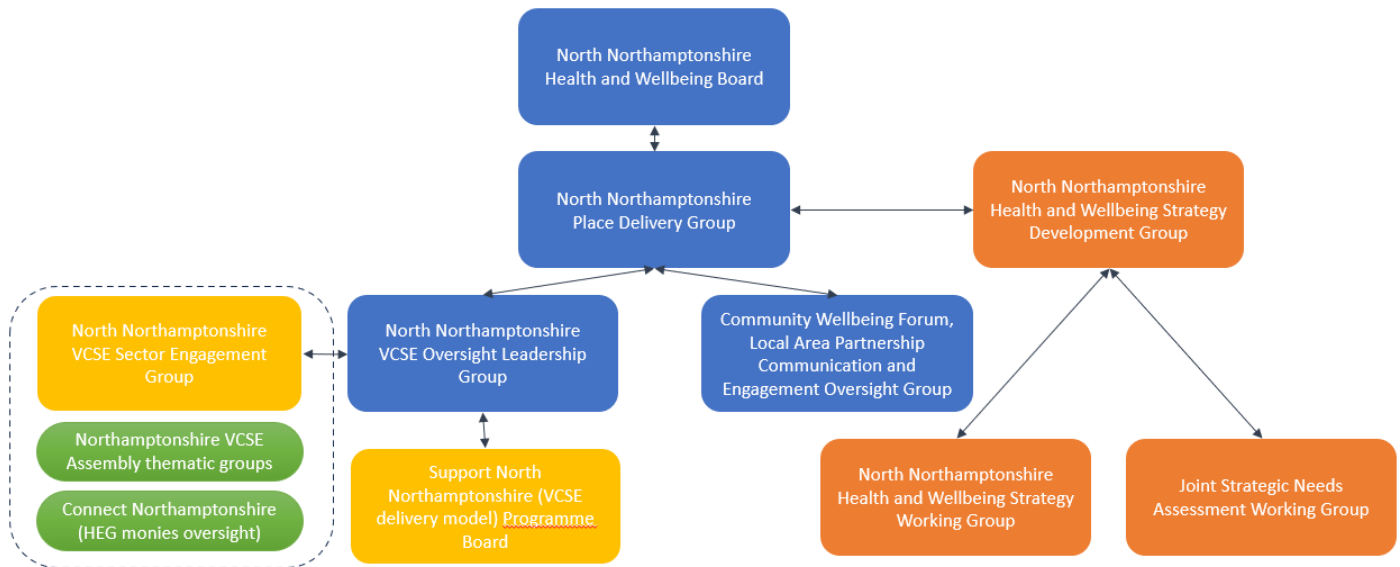 North Northamptonshire
Health and Wellbeing Board
North Northamptonshire
Place Delivery Group
North Northamptonshire
Health and Wellbeing Strategy
Development Group
North Northamptonshire
VCSE Sector Engagement
Group
North Northamptonshire
VCSE Oversight Leadership
Group
Community Wellbeing Forum,
Local Area Partnership
Communication and
Engagement Oversight Group
Northamptonshire VCSE
Assembly thematic groups
Connect Northamptonshire
(HEG monies oversight)
Support North
Northamptonshire (VCSE
delivery model) Programme
Board
North Northamptonshire
Health and Wellbeing Strategy
Working Group
Joint Strategic Needs
Assessment Working Group